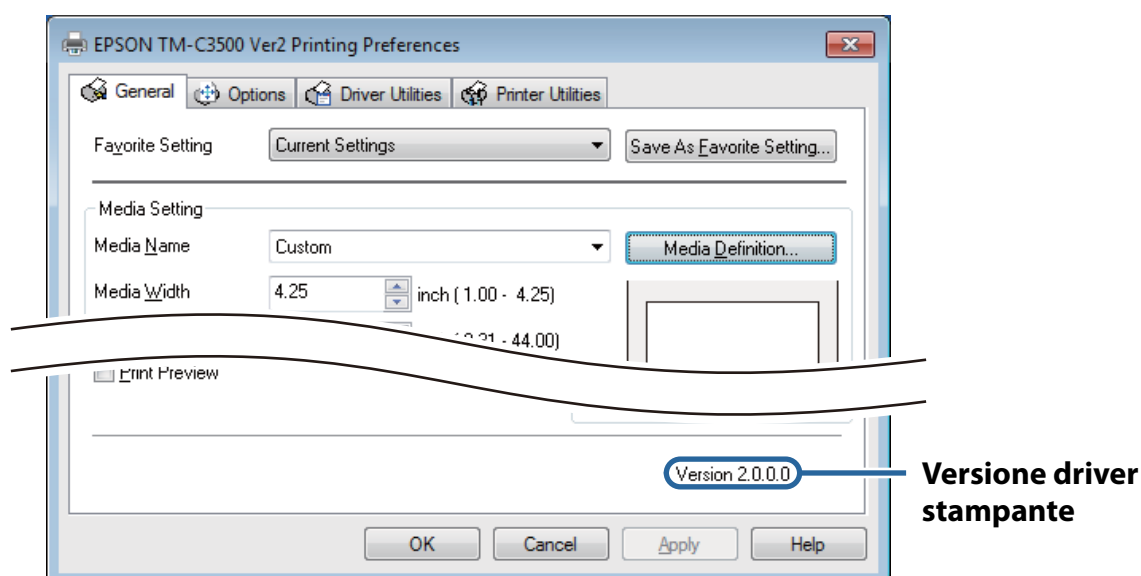 EPSON TM-C3500 Ver2 Printing Preferences
General Options Driver Utilities Printer Utilities
Favorite Setting Current Settings Save As Favorite Setting...
Media Setting
Media Name Custom Media Definition...
Media Width 4.25 inch ( 1.00 - 4.25)
- 44.00)
Print Preview
Version 2.0.0.0
Versione driver
stampante
OK Cancel Apply Help